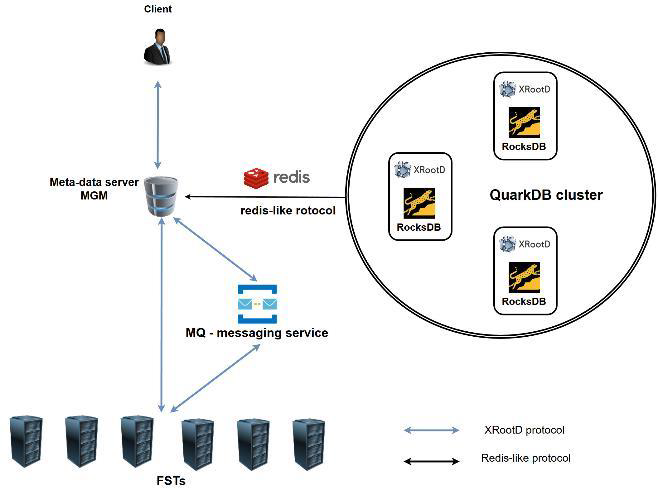 Client
XRootD
RocksDB
Meta-data server
MGM
redis
redis-like rotocol
XRootD
RocksDB
QuarkDB cluster
XRootD
RocksDB
MQ - messaging service
FSTs
XRootD protocol
Redis-like protocol